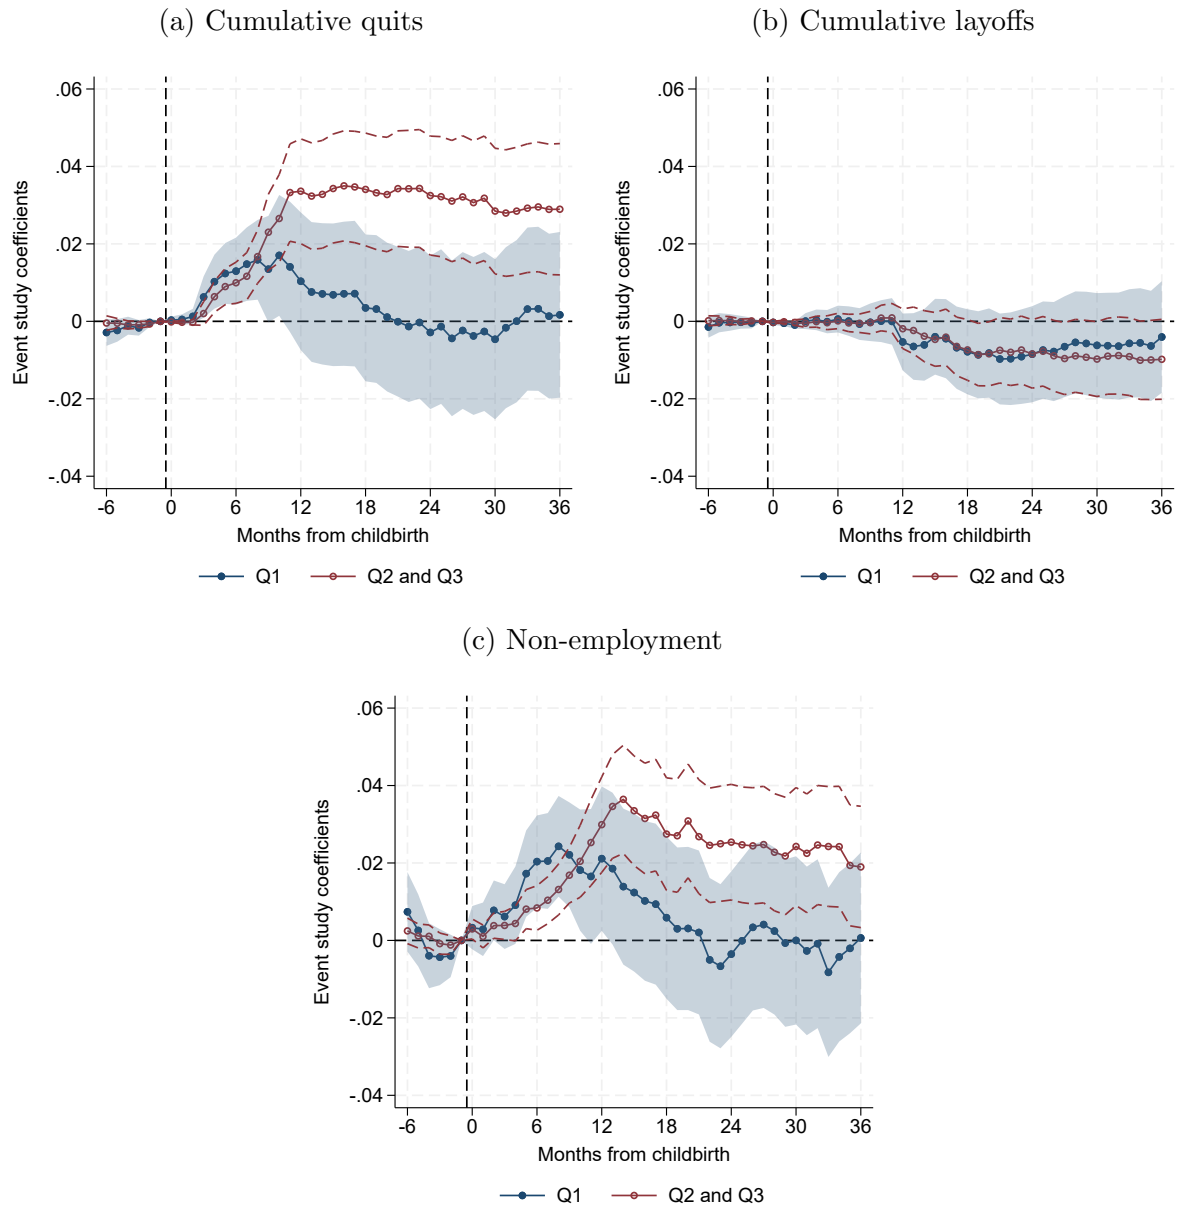 (a) Cumulative quits
(b) Cumulative layoffs
.06
.04
.02
0
-.02
-.04
Event study coefficients
-6 0 6 12 18 24 30 36
Months from childbirth
Q1 Q2 and Q3
.06
.04
.02
0
-.02
-.04
Event study coefficients
-6 0 6 12 18 24 30 36
Months from childbirth
Q1 Q2 and Q3
(c) Non-employment
.06
.04
.02
0
-.02
-.04
Event study coefficients
-6 0 6 12 18 24 30 36
Months from childbirth
Q1 Q2 and Q3